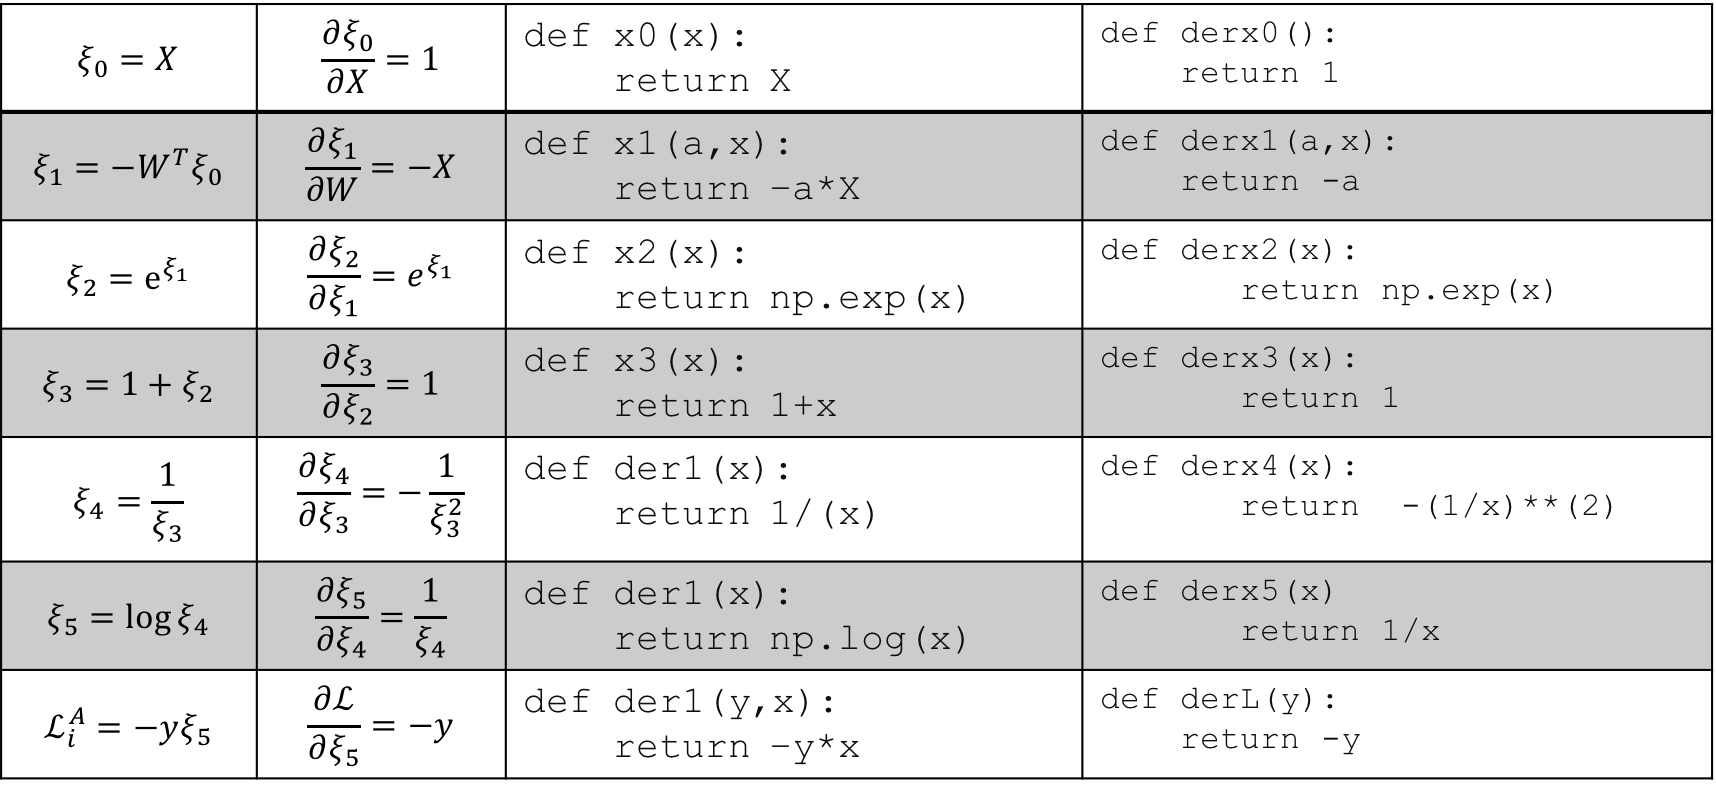 ξ₀ = X
∂ξ₀/∂X = 1
def x0(x):
    return X
def derx0():
    return 1
ξ₁ = −Wᵀξ₀
∂ξ₁/∂W = −X
def x1(a,x):
    return –a*X
def derx1(a,x):
    return -a
ξ₂ = e^ξ₁
∂ξ₂/∂ξ₁ = e^ξ₁
def x2(x):
    return np.exp(x)
def derx2(x):
    return np.exp(x)
ξ₃ = 1 + ξ₂
∂ξ₃/∂ξ₂ = 1
def x3(x):
    return 1+x
def derx3(x):
    return 1
ξ₄ = 1/ξ₃
∂ξ₄/∂ξ₃ = −1/ξ₃²
def der1(x):
    return 1/(x)
def derx4(x):
    return  -(1/x)**(2)
ξ₅ = log ξ₄
∂ξ₅/∂ξ₄ = 1/ξ₄
def der1(x):
    return np.log(x)
def derx5(x)
    return 1/x
ℒᵢᴬ = −yξ₅
∂ℒ/∂ξ₅ = −y
def der1(y,x):
    return –y*x
def derL(y):
    return -y